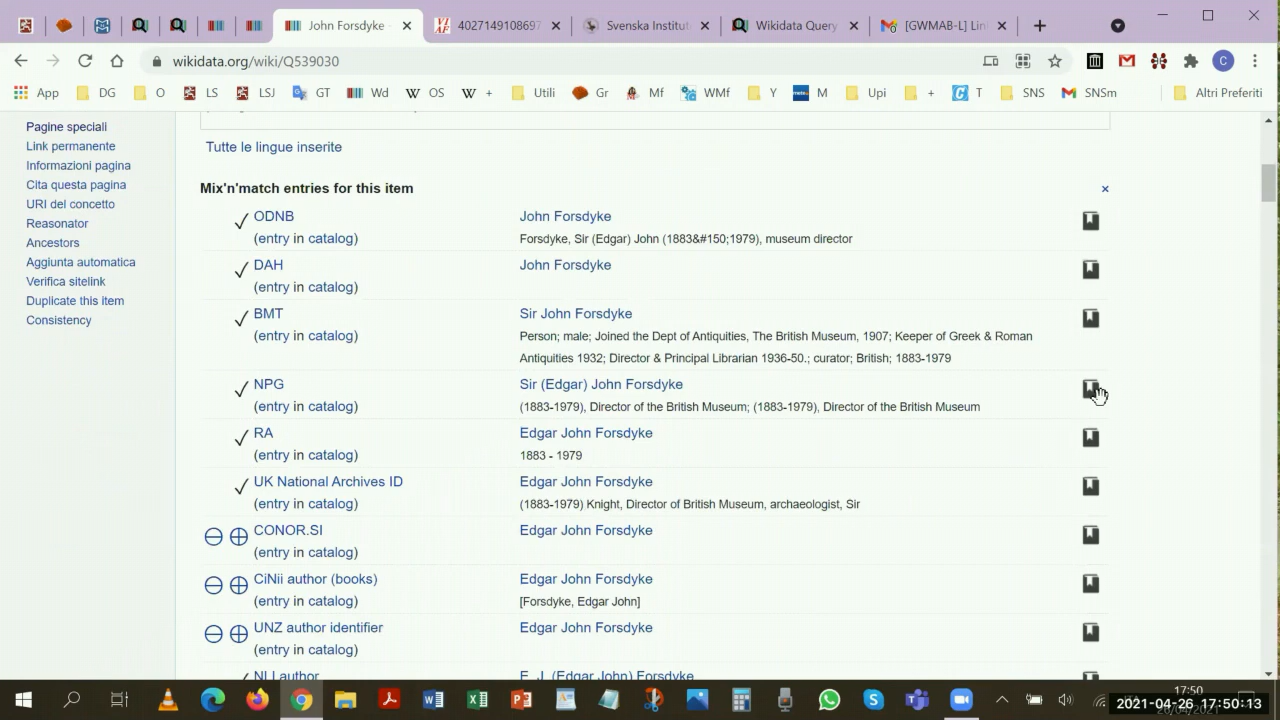 John Forsdyke -
4027149108697
Svenska Institut
Wikidata Query
[GWMAB-L] Lin
wikidata.org/wiki/Q539030
C
App
DG
O
LS
LSJ
GT
Wd
OS
+
Utili
Gr
Mf
WMf
Y
M
Upi
+
T
SNS
SNSm
Altri Preferiti
Pagine speciali
Link permanente
Informazioni pagina
Cita questa pagina
URI del concetto
Reasonator
Ancestors
Aggiunta automatica
Verifica sitelink
Duplicate this item
Consistency
Tutte le lingue inserite
Mix'n'match entries for this item
ODNB
John Forsdyke
(entry in catalog)
Forsdyke, Sir (Edgar) John (1883&#150;1979), museum director
DAH
John Forsdyke
(entry in catalog)
BMT
Sir John Forsdyke
(entry in catalog)
Person; male; Joined the Dept of Antiquities, The British Museum, 1907; Keeper of Greek & Roman
Antiquities 1932; Director & Principal Librarian 1936-50.; curator; British; 1883-1979
NPG
Sir (Edgar) John Forsdyke
(entry in catalog)
(1883-1979), Director of the British Museum; (1883-1979), Director of the British Museum
RA
Edgar John Forsdyke
(entry in catalog)
1883 - 1979
UK National Archives ID
Edgar John Forsdyke
(entry in catalog)
(1883-1979) Knight, Director of British Museum, archaeologist, Sir
CONOR.SI
Edgar John Forsdyke
(entry in catalog)
CiNii author (books)
Edgar John Forsdyke
(entry in catalog)
[Forsdyke, Edgar John]
UNZ author identifier
Edgar John Forsdyke
(entry in catalog)
NLI author
E. J. (Edgar John) Forsdyke
17:50
2021-04-26 17:50:13